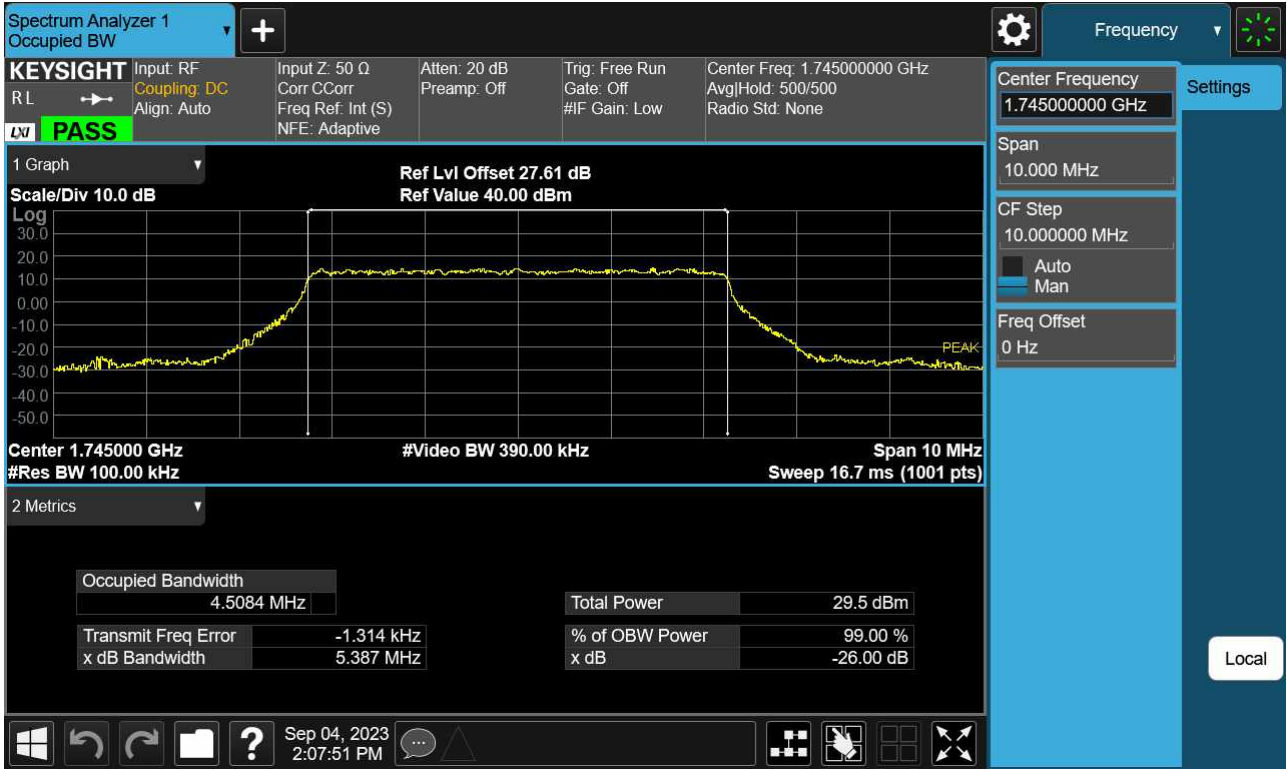 Spectrum Analyzer 1
Occupied BW
Frequency
KEYSIGHT
R L
LXI
PASS
Input: RF
Coupling: DC
Align: Auto
Input Z: 50 Ω
Corr CCorr
Freq Ref: Int (S)
NFE: Adaptive
Atten: 20 dB
Preamp: Off
Trig: Free Run
Gate: Off
#IF Gain: Low
Center Freq: 1.745000000 GHz
Avg|Hold: 500/500
Radio Std: None
1 Graph
Scale/Div 10.0 dB
Ref Lvl Offset 27.61 dB
Ref Value 40.00 dBm
Log
30.0
20.0
10.0
0.00
-10.0
-20.0
-30.0
-40.0
-50.0
PEAK
Center 1.745000 GHz
#Video BW 390.00 kHz
Span 10 MHz
#Res BW 100.00 kHz
Sweep 16.7 ms (1001 pts)
2 Metrics
Occupied Bandwidth
4.5084 MHz
Total Power 29.5 dBm
Transmit Freq Error -1.314 kHz
% of OBW Power 99.00 %
x dB Bandwidth 5.387 MHz
x dB -26.00 dB
Center Frequency
1.745000000 GHz
Settings
Span
10.000 MHz
CF Step
10.000000 MHz
Auto
Man
Freq Offset
0 Hz
Local
?
Sep 04, 2023
2:07:51 PM